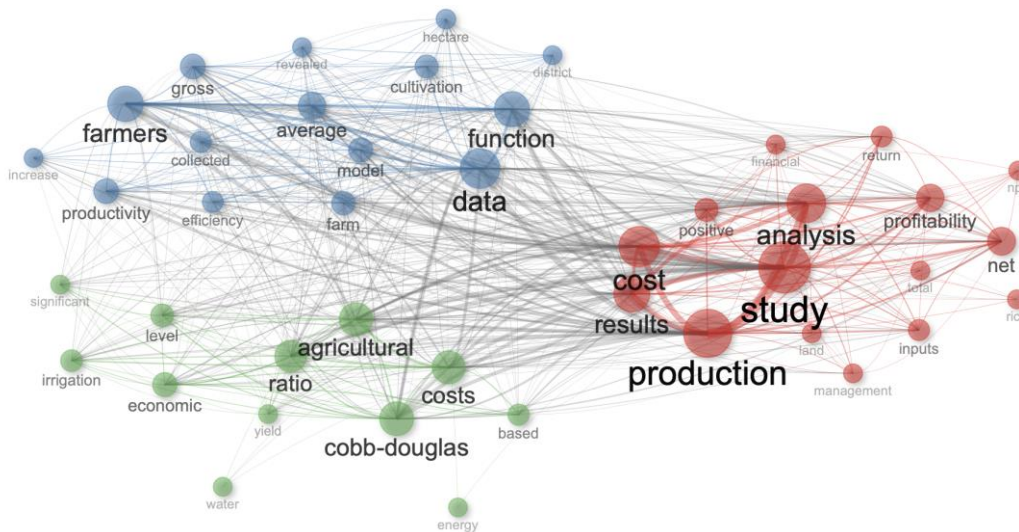 hectare
revealed
district
gross
cultivation
farmers
average
function
collected
model
increase
data
productivity
efficiency
farm
financial
return
positive
analysis
profitability
cost
net
significant
total
study
results
level
agricultural
land
inputs
irrigation
ratio
production
economic
costs
management
yield
cobb-douglas
based
water
energy